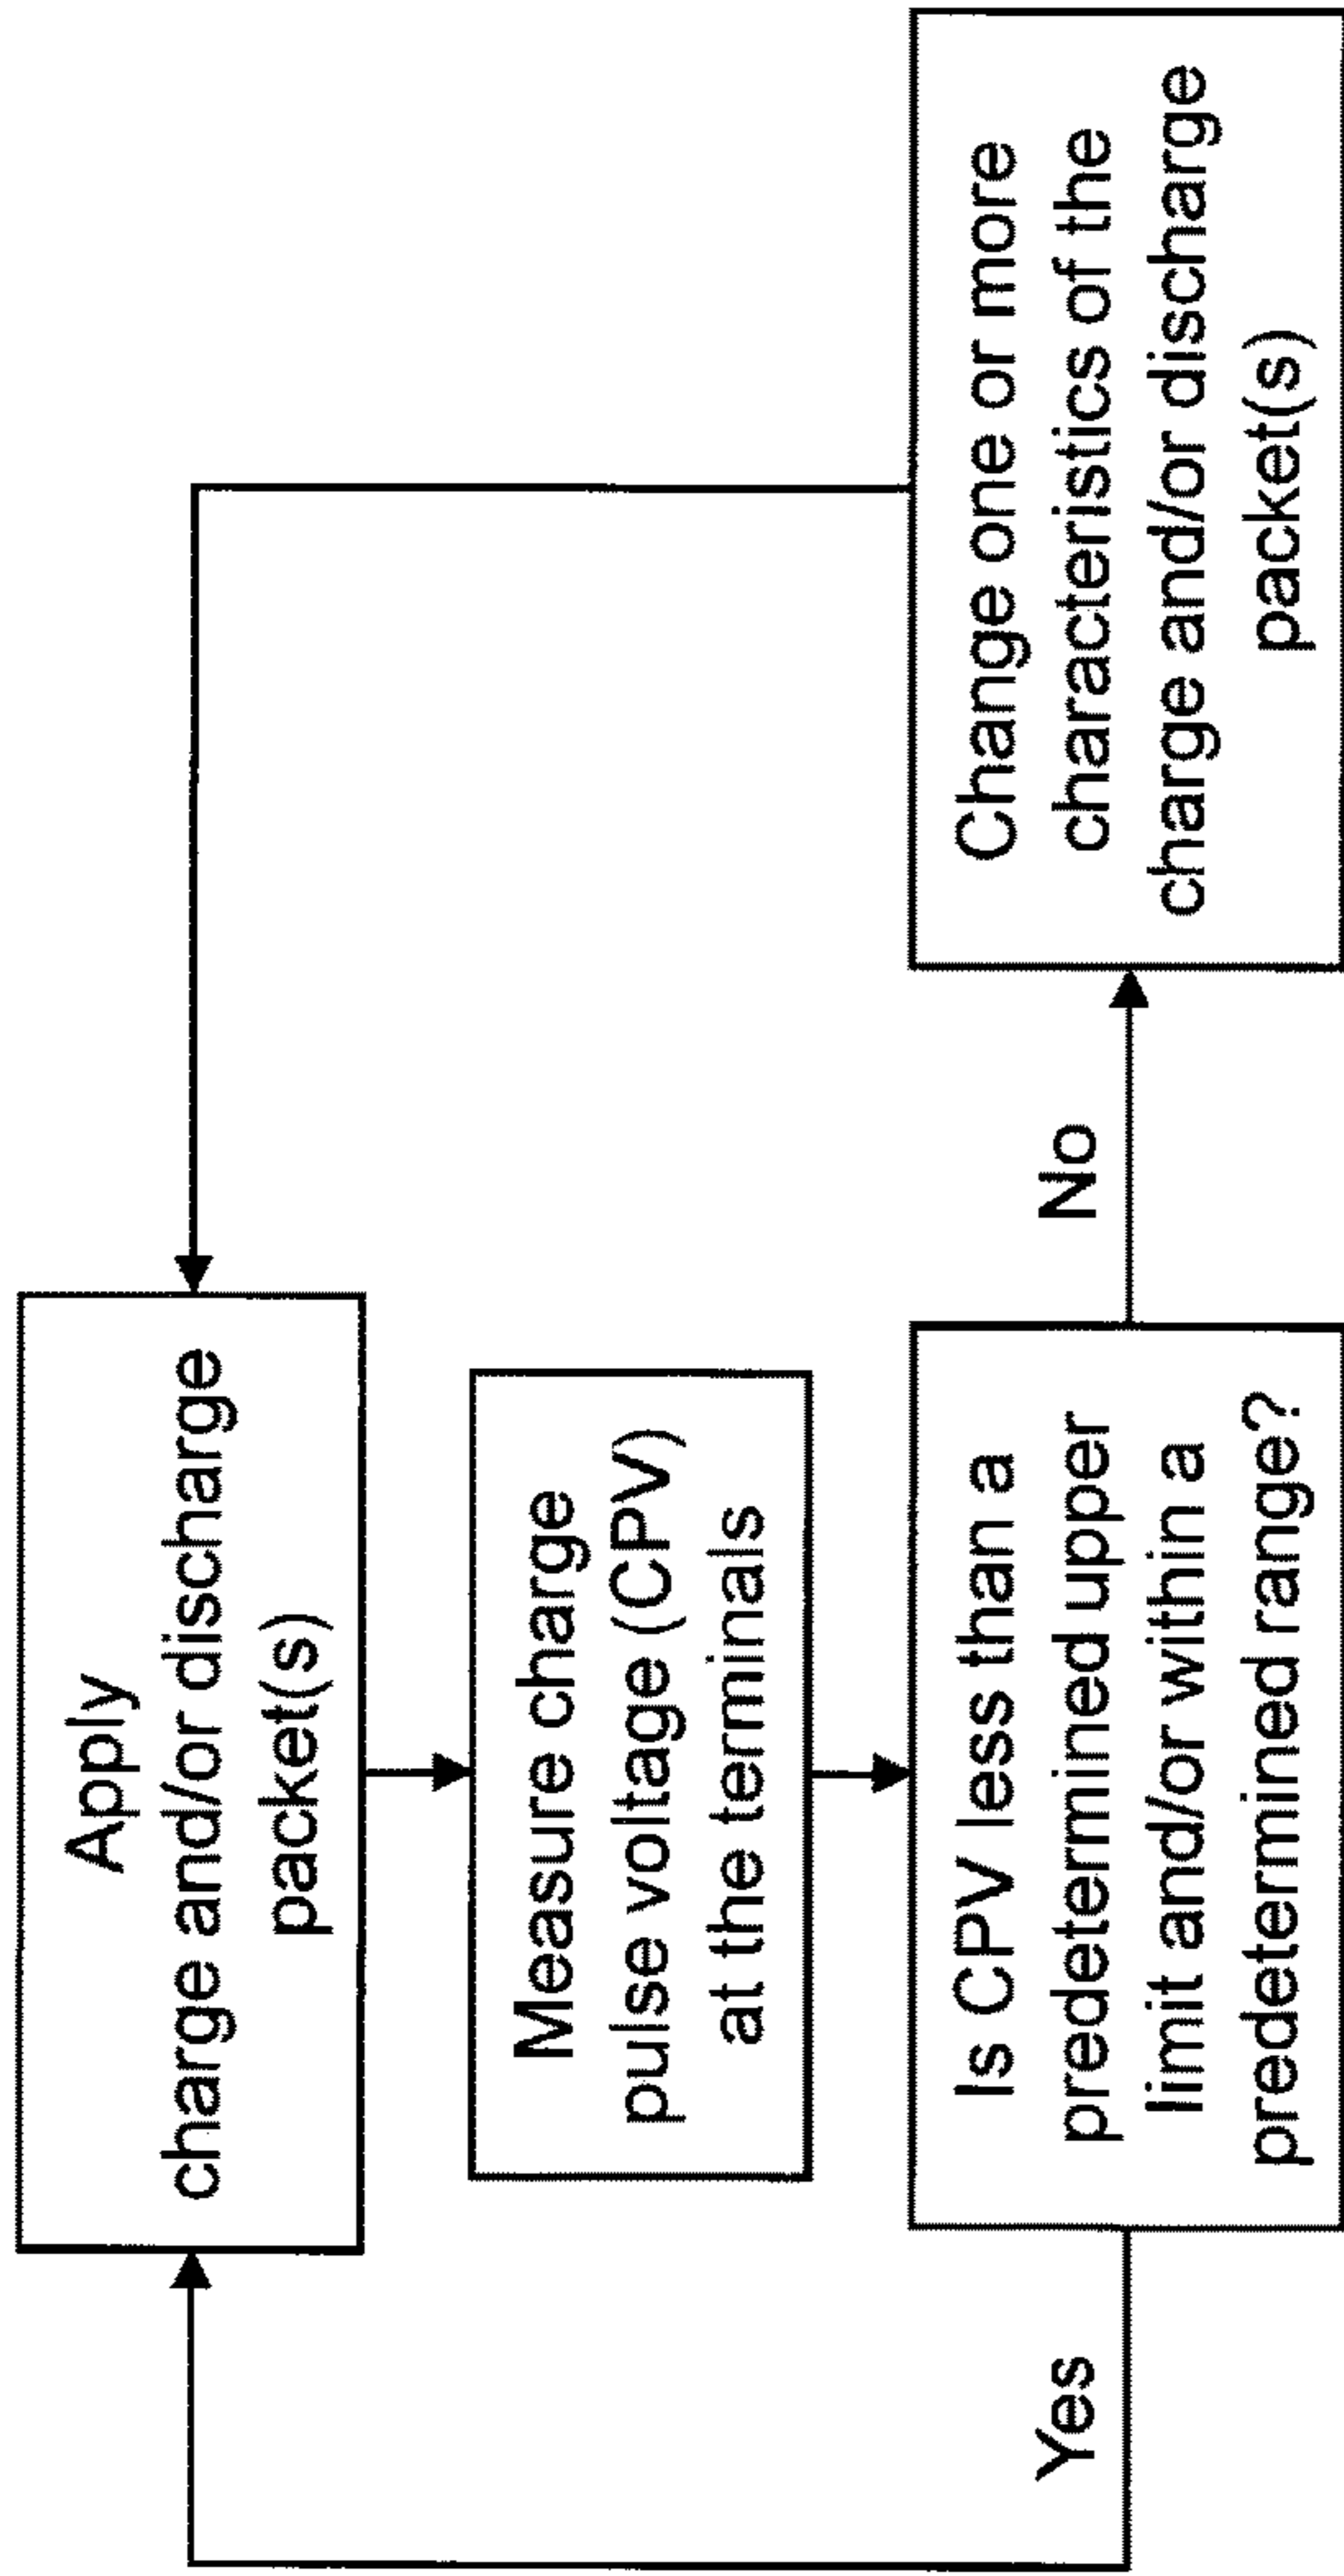 Apply
charge and/or discharge
packet(s)
Measure charge
pulse voltage (CPV)
at the terminals
Is CPV less than a
predetermined upper
limit and/or within a
predetermined range?
Yes
No
Change one or more
characteristics of the
charge and/or discharge
packet(s)